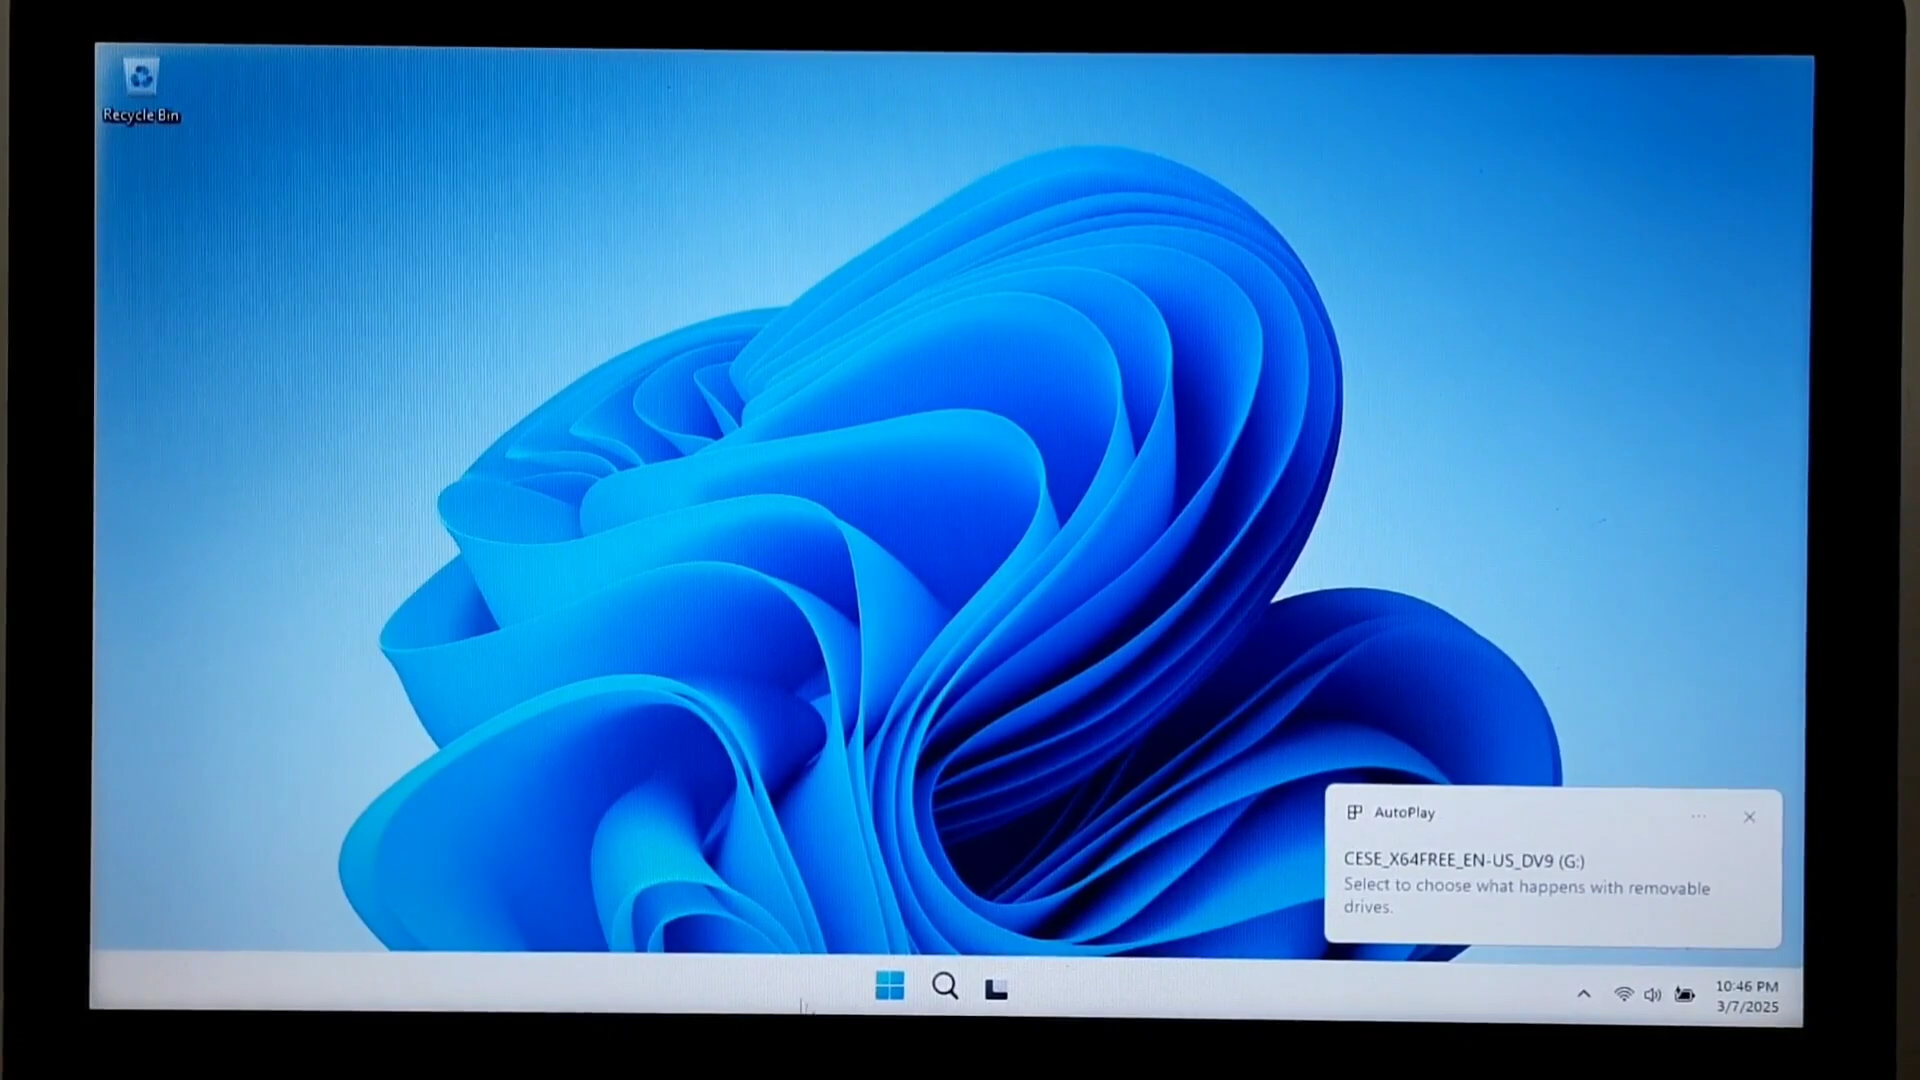 Recycle Bin
AutoPlay
CESE_X64FREE_EN-US_DV9 (G:)
Select to choose what happens with removable
drives.
10:46 PM
3/7/2025